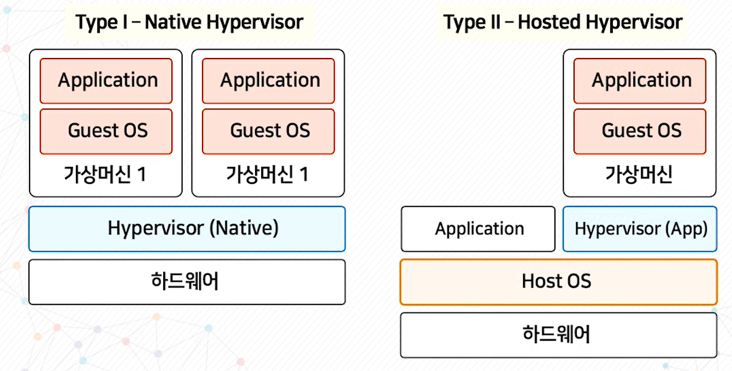 Type I – Native Hypervisor
Application
Guest OS
가상머신 1
Application
Guest OS
가상머신 1
Hypervisor (Native)
하드웨어
Type II – Hosted Hypervisor
Application
Guest OS
가상머신
Application
Hypervisor (App)
Host OS
하드웨어